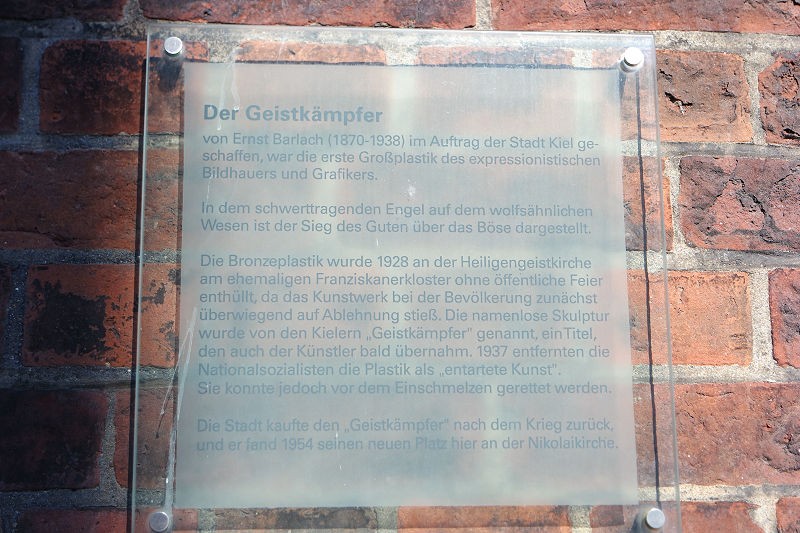 Der Geistkämpfer
von Ernst Barlach (1870-1938) im Auftrag der Stadt Kiel ge-
schaffen, war die erste Großplastik des expressionistischen
Bildhauers und Grafikers.
In dem schwerttragenden Engel auf dem wolfsähnlichen
Wesen ist der Sieg des Guten über das Böse dargestellt.
Die Bronzeplastik wurde 1928 an der Heiligengeistkirche
am ehemaligen Franziskanerkloster ohne öffentliche Feier
enthüllt, da das Kunstwerk bei der Bevölkerung zunächst
überwiegend auf Ablehnung stieß. Die namenlose Skulptur
wurde von den Kielern „Geistkämpfer" genannt, ein Titel,
den auch der Künstler bald übernahm. 1937 entfernten die
Nationalsozialisten die Plastik als „entartete Kunst".
Sie konnte jedoch vor dem Einschmelzen gerettet werden.
Die Stadt kaufte den „Geistkämpfer" nach dem Krieg zurück,
und er fand 1954 seinen neuen Platz hier an der Nikolaikirche.